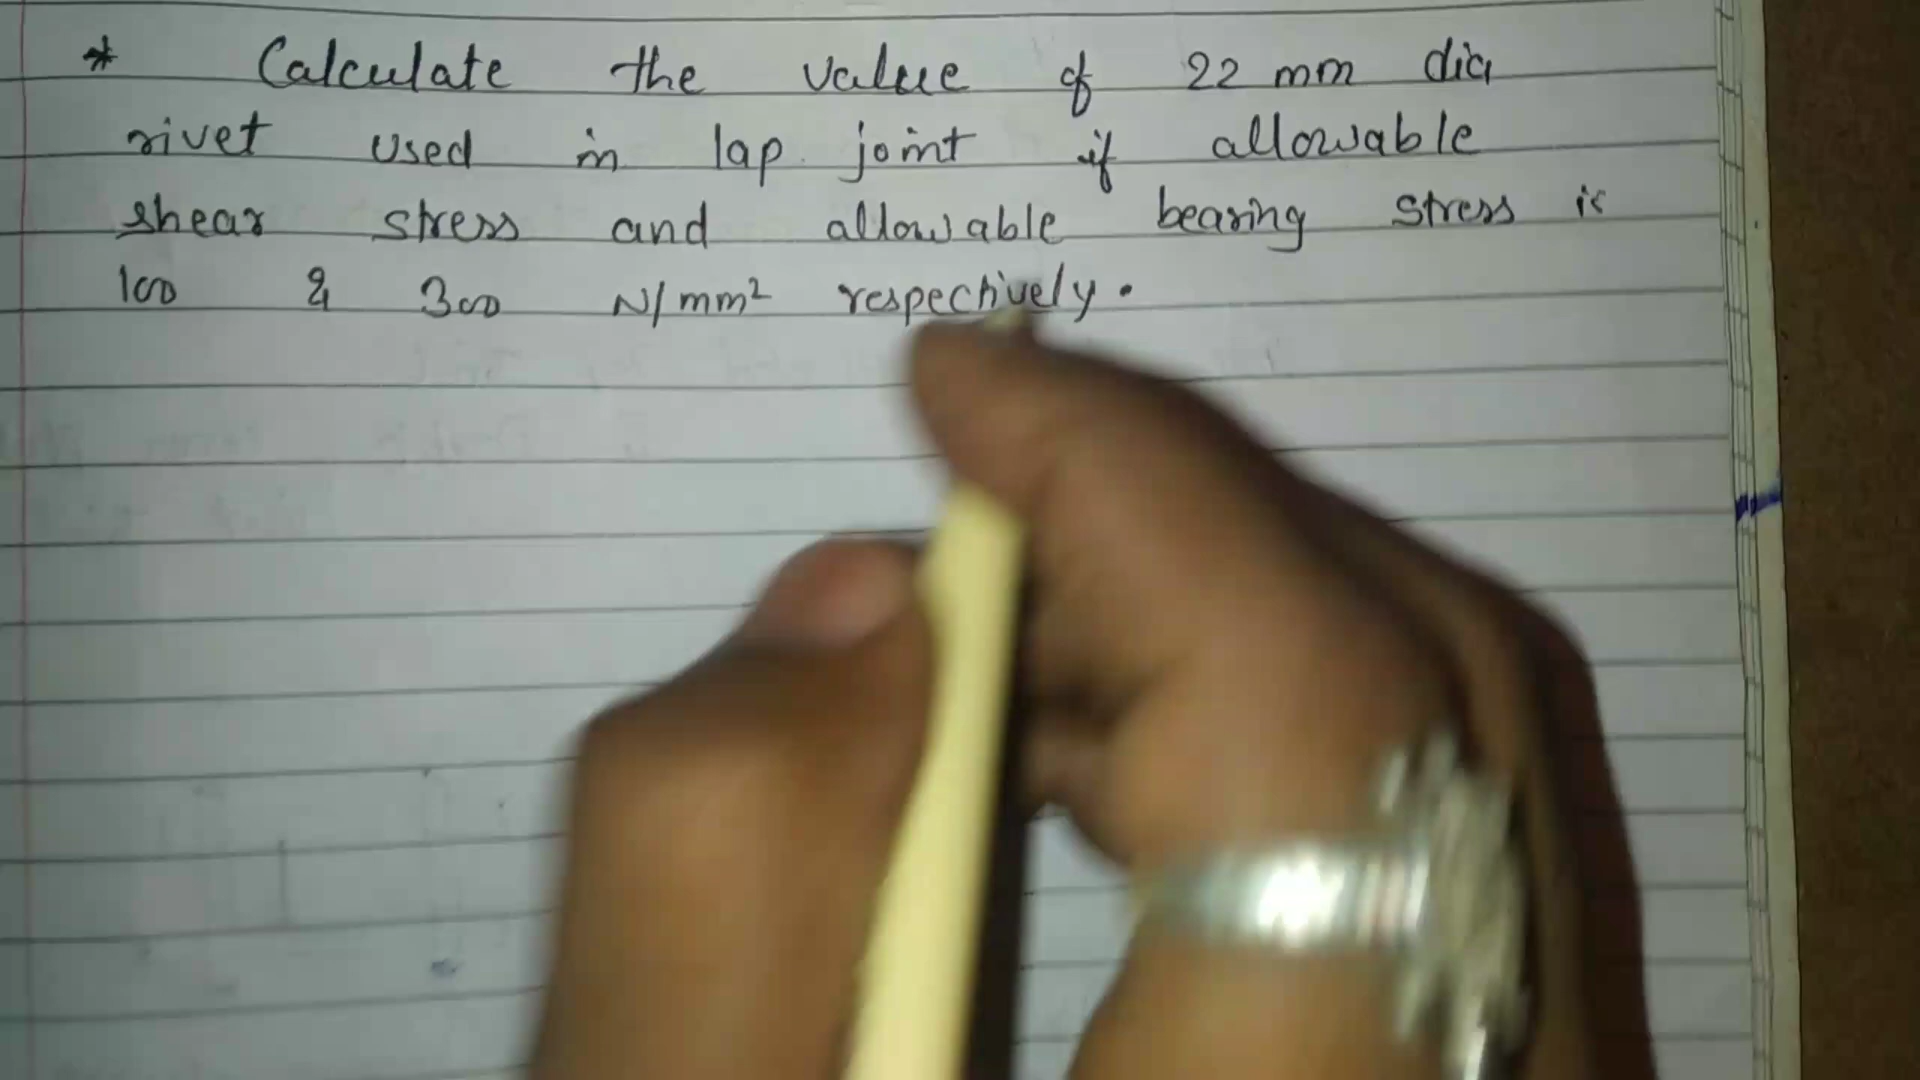 * Calculate the value of 22 mm dia
rivet used in lap joint if allowable
shear stress and allowable bearing stress is
100 & 300 N/mm² respectively.